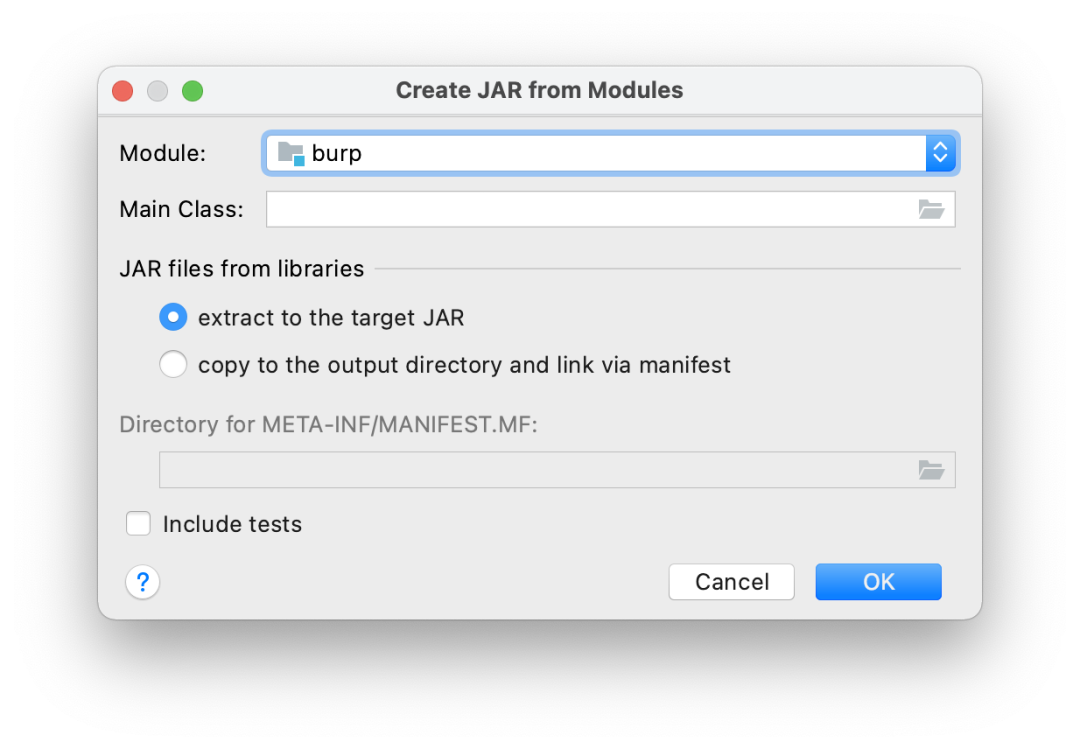 Create JAR from Modules
Module: burp
Main Class:
JAR files from libraries
extract to the target JAR
copy to the output directory and link via manifest
Directory for META-INF/MANIFEST.MF:
Include tests
? Cancel OK